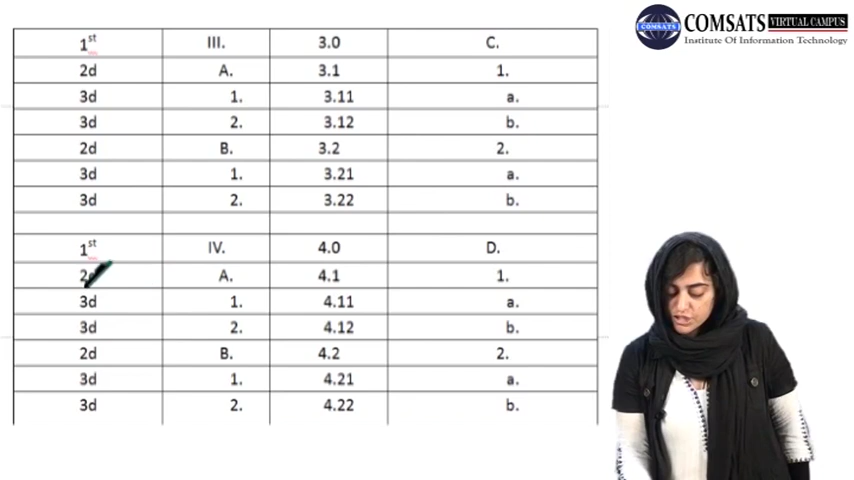 COMSATS VIRTUAL CAMPUS
Institute Of Information Technology
COMSATS
1st III. 3.0 C.
2d A. 3.1 1.
3d 1. 3.11 a.
3d 2. 3.12 b.
2d B. 3.2 2.
3d 1. 3.21 a.
3d 2. 3.22 b.
1st IV. 4.0 D.
2d A. 4.1 1.
3d 1. 4.11 a.
3d 2. 4.12 b.
2d B. 4.2 2.
3d 1. 4.21 a.
3d 2. 4.22 b.